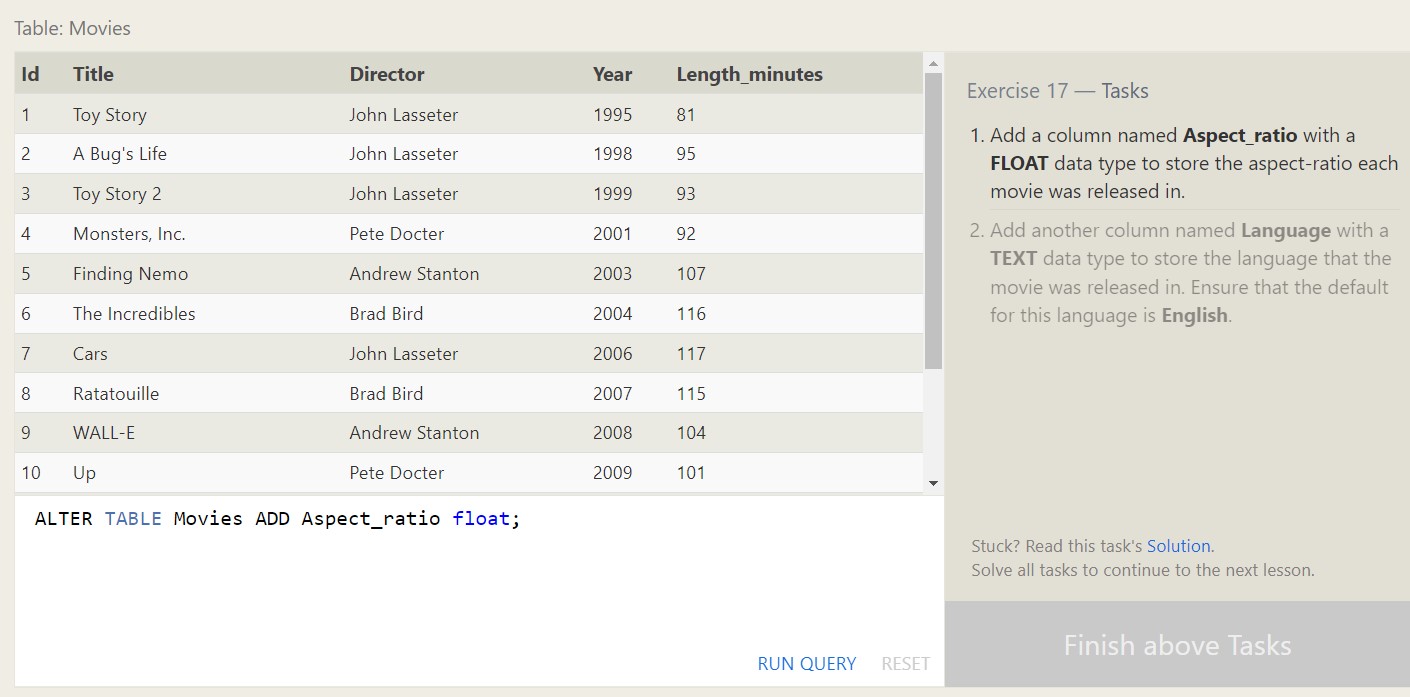 Table: Movies
Id Title Director Year Length_minutes
1 Toy Story John Lasseter 1995 81
2 A Bug's Life John Lasseter 1998 95
3 Toy Story 2 John Lasseter 1999 93
4 Monsters, Inc. Pete Docter 2001 92
5 Finding Nemo Andrew Stanton 2003 107
6 The Incredibles Brad Bird 2004 116
7 Cars John Lasseter 2006 117
8 Ratatouille Brad Bird 2007 115
9 WALL-E Andrew Stanton 2008 104
10 Up Pete Docter 2009 101
ALTER TABLE Movies ADD Aspect_ratio float;
RUN QUERY RESET
Exercise 17 — Tasks
1. Add a column named Aspect_ratio with a
FLOAT data type to store the aspect-ratio each
movie was released in.
2. Add another column named Language with a
TEXT data type to store the language that the
movie was released in. Ensure that the default
for this language is English.
Stuck? Read this task's Solution.
Solve all tasks to continue to the next lesson.
Finish above Tasks